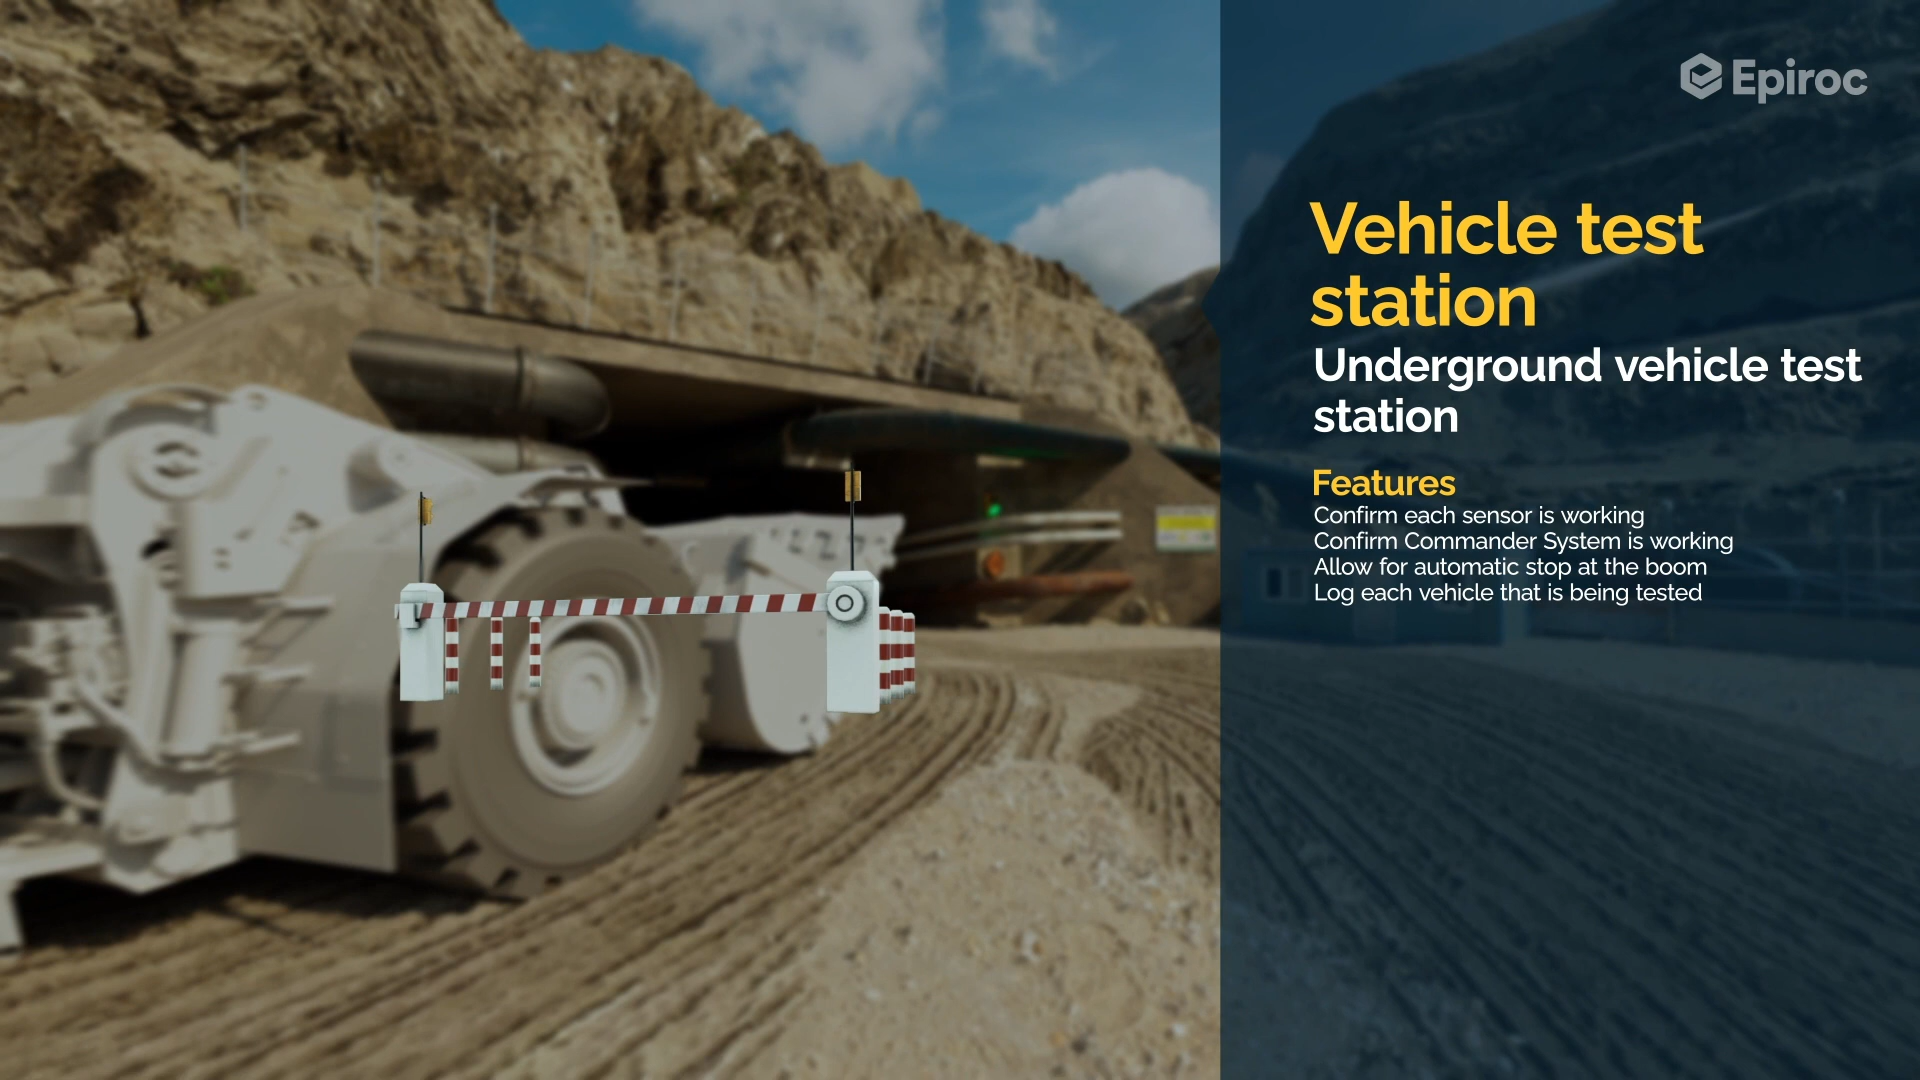 Epiroc
Vehicle test
station
Underground vehicle test
station
Features
Confirm each sensor is working
Confirm Commander System is working
Allow for automatic stop at the boom
Log each vehicle that is being tested